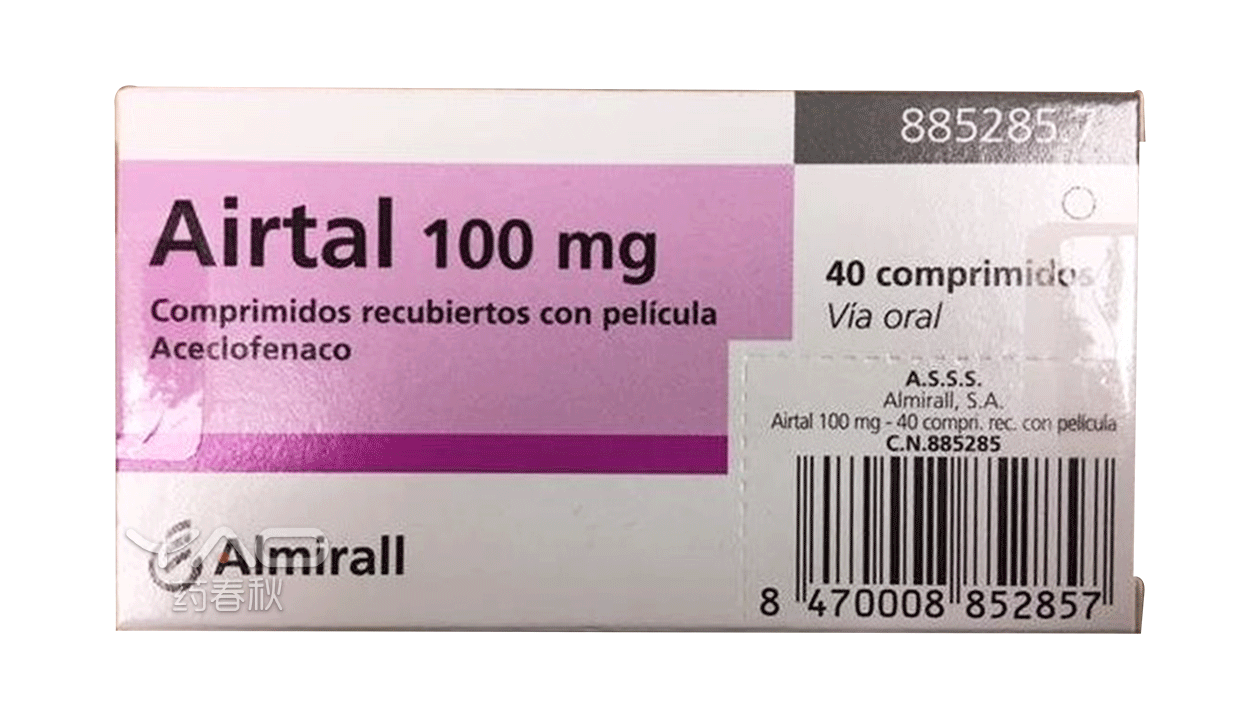 885285.7
Airtal 100 mg
Comprimidos recubiertos con película
Aceclofenaco
40 comprimidos
Vía oral
A.S.S.S.
Almirall, S.A.
Airtal 100 mg - 40 compri. rec. con película
C.N.885285
8 470008 852857
Almirall
YAO
药春秋